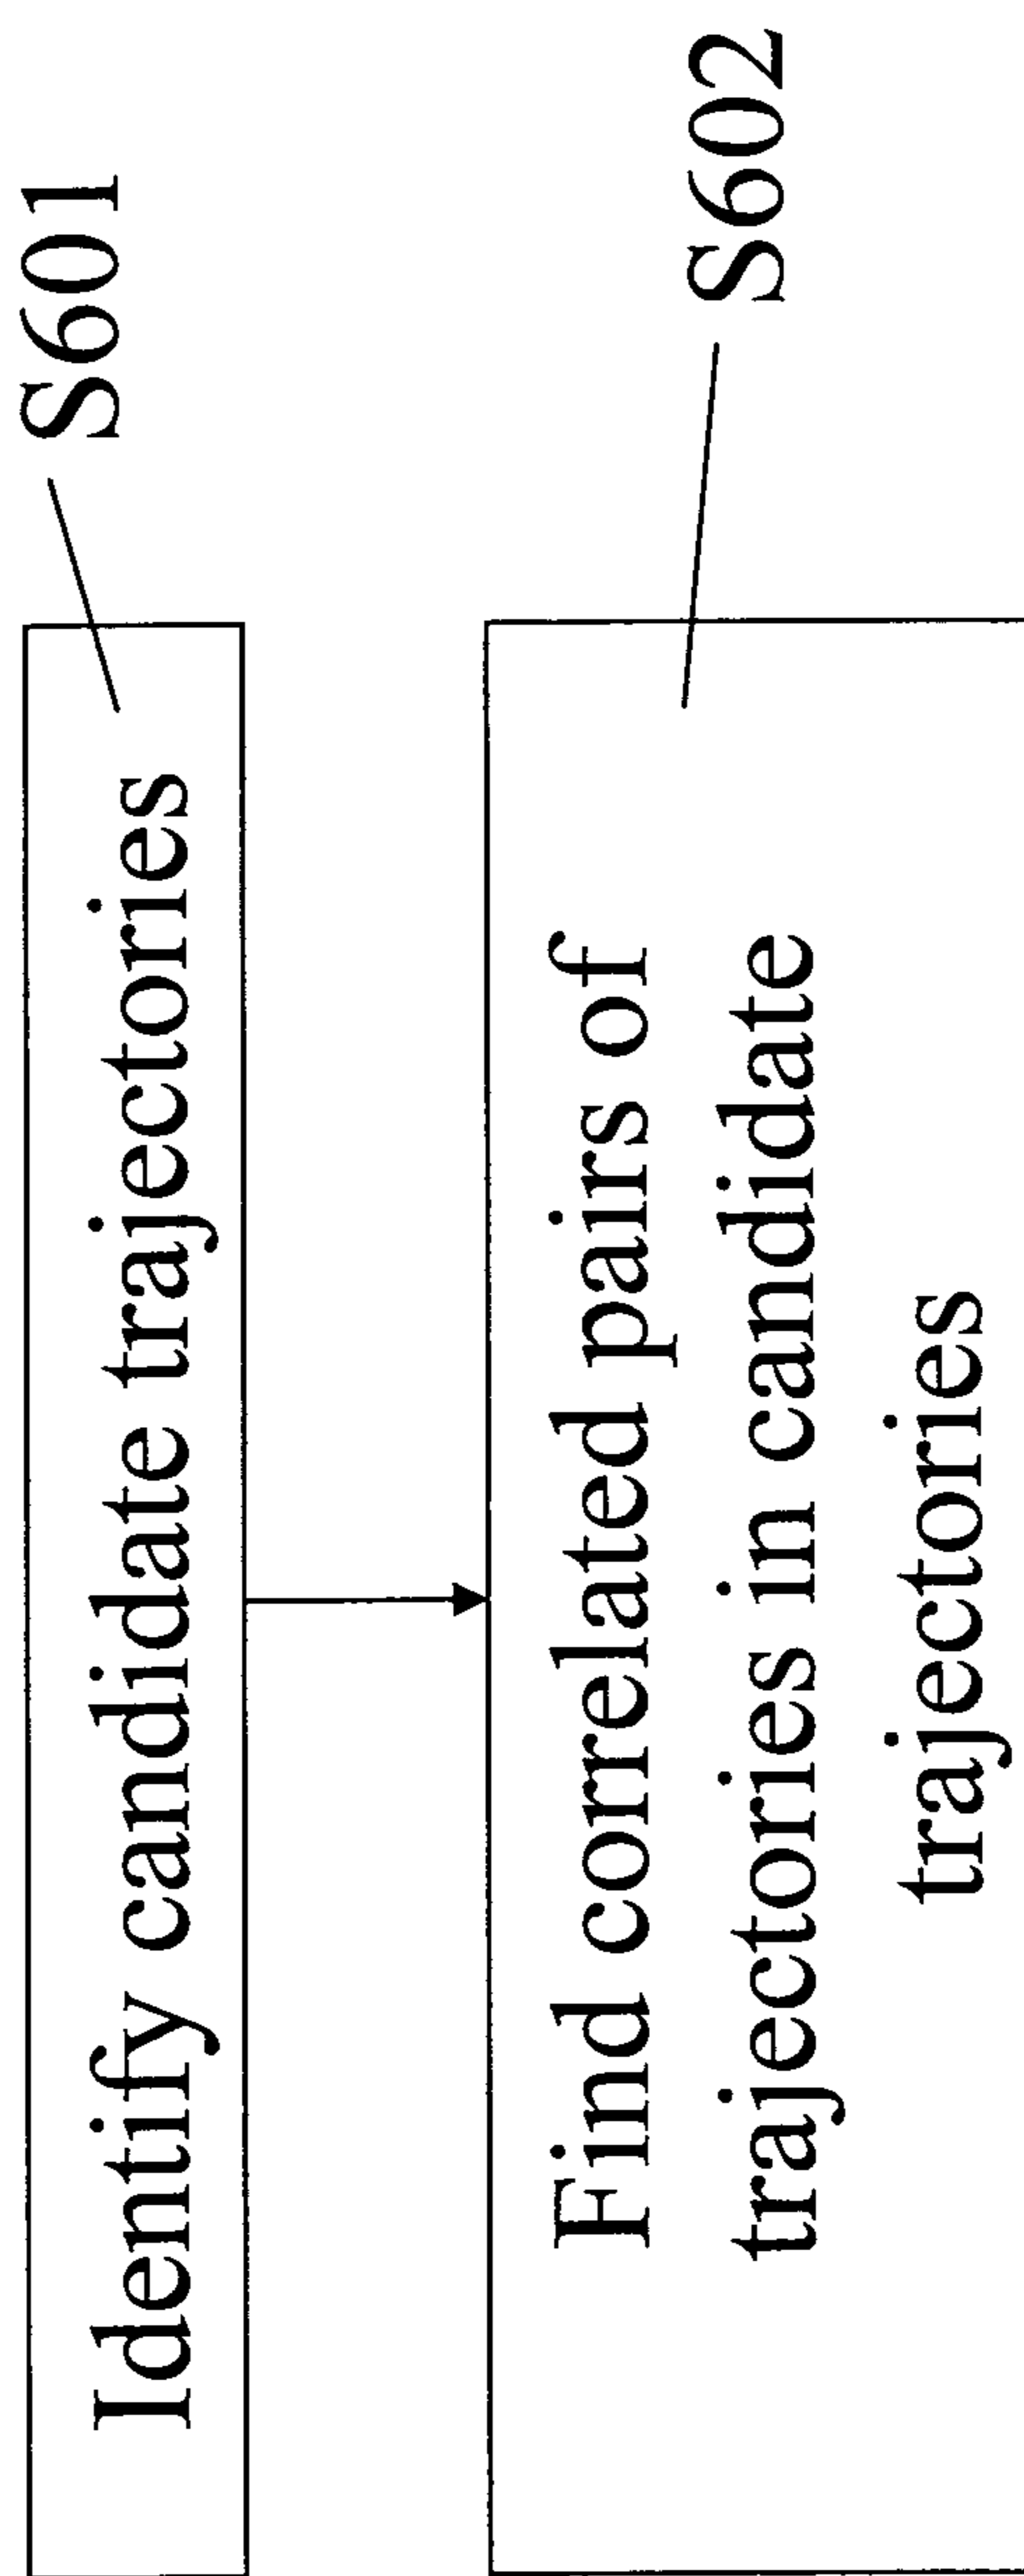 Identify candidate trajectories
S601
Find correlated pairs of
trajectories in candidate
trajectories
S602